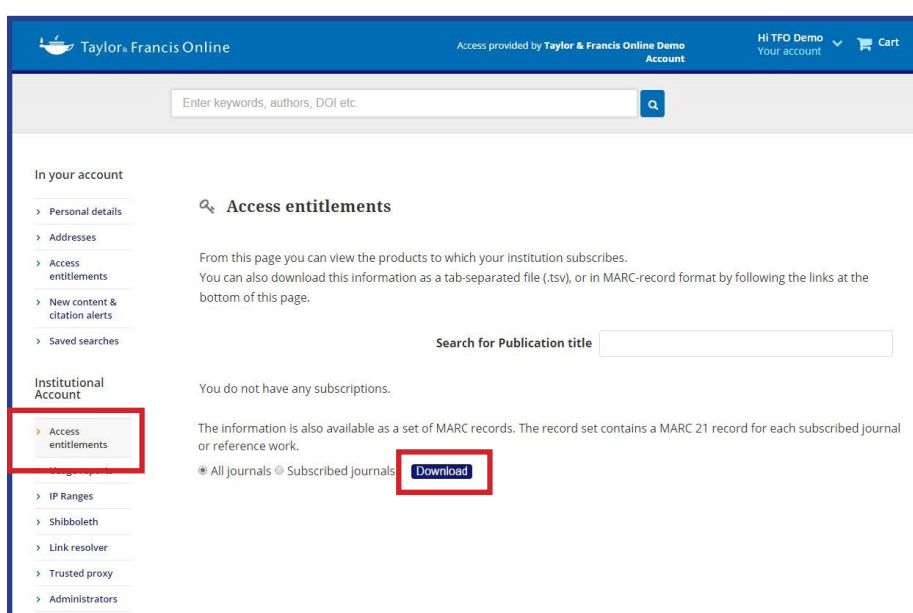 Taylor & Francis Online
Access provided by Taylor & Francis Online Demo
Account
Hi TFO Demo
Your account
Cart
Enter keywords, authors, DOI etc.
In your account
Personal details
Addresses
Access
entitlements
New content &
citation alerts
Saved searches
Institutional
Account
Access
entitlements
IP Ranges
Shibboleth
Link resolver
Trusted proxy
Administrators
Access entitlements
From this page you can view the products to which your institution subscribes.
You can also download this information as a tab-separated file (.tsv), or in MARC-record format by following the links at the
bottom of this page.
Search for Publication title
You do not have any subscriptions.
The information is also available as a set of MARC records. The record set contains a MARC 21 record for each subscribed journal
or reference work.
All journals Subscribed journals Download